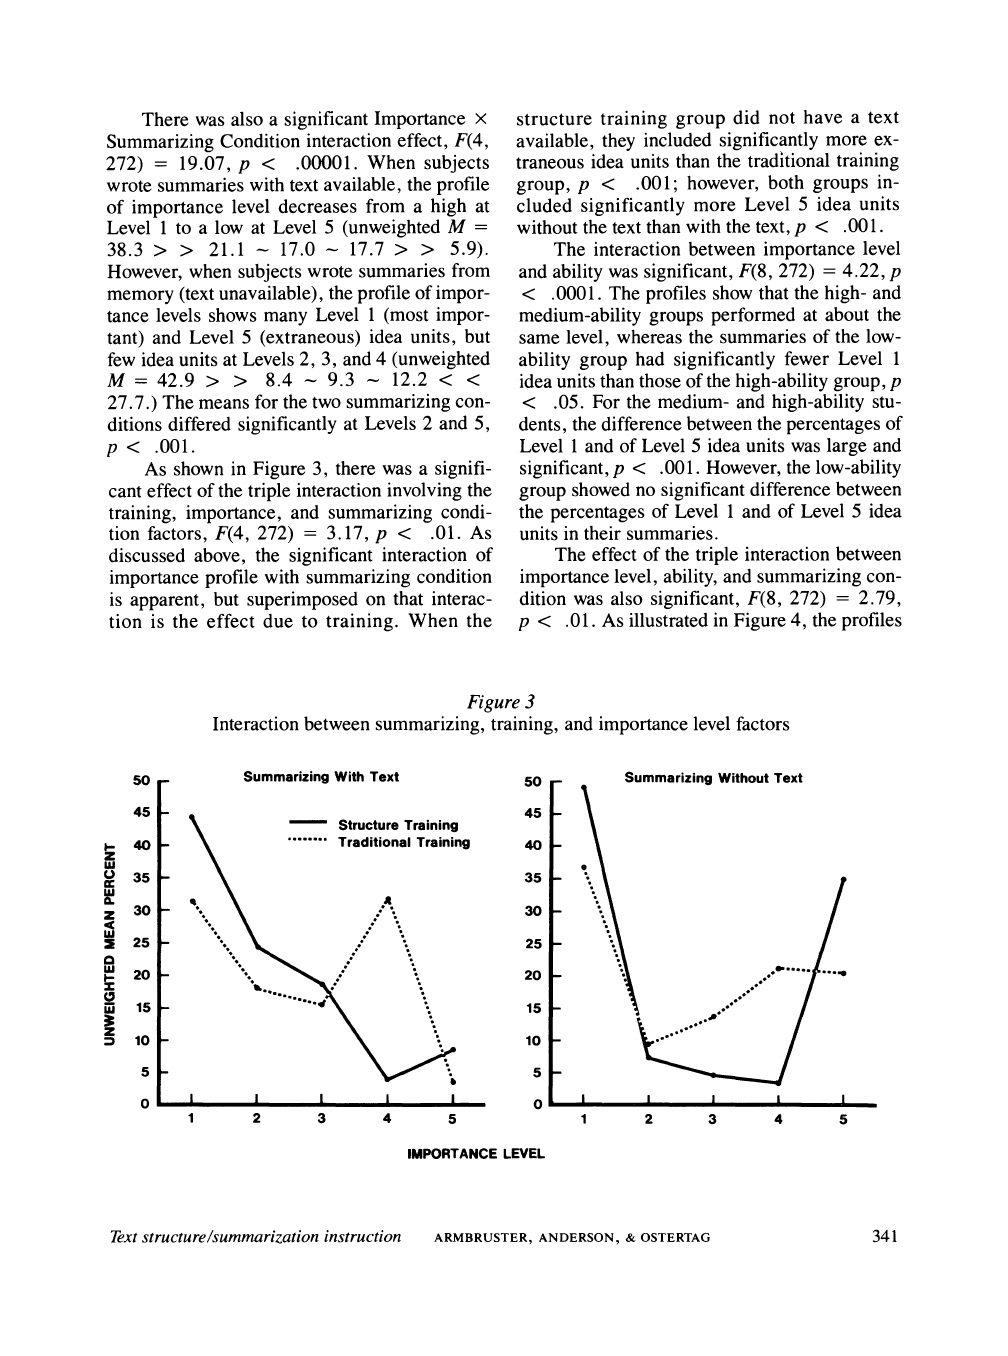 There was also a significant Importance ×
Summarizing Condition interaction effect, F(4,
272) = 19.07, p < .00001. When subjects
wrote summaries with text available, the profile
of importance level decreases from a high at
Level 1 to a low at Level 5 (unweighted M =
38.3 > > 21.1 ~ 17.0 ~ 17.7 > > 5.9).
However, when subjects wrote summaries from
memory (text unavailable), the profile of impor-
tance levels shows many Level 1 (most impor-
tant) and Level 5 (extraneous) idea units, but
few idea units at Levels 2, 3, and 4 (unweighted
M = 42.9 > > 8.4 ~ 9.3 ~ 12.2 < <
27.7.) The means for the two summarizing con-
ditions differed significantly at Levels 2 and 5,
p < .001.
As shown in Figure 3, there was a signifi-
cant effect of the triple interaction involving the
training, importance, and summarizing condi-
tion factors, F(4, 272) = 3.17, p < .01. As
discussed above, the significant interaction of
importance profile with summarizing condition
is apparent, but superimposed on that interac-
tion is the effect due to training. When the
structure training group did not have a text
available, they included significantly more ex-
traneous idea units than the traditional training
group, p < .001; however, both groups in-
cluded significantly more Level 5 idea units
without the text than with the text, p < .001.
The interaction between importance level
and ability was significant, F(8, 272) = 4.22, p
< .0001. The profiles show that the high- and
medium-ability groups performed at about the
same level, whereas the summaries of the low-
ability group had significantly fewer Level 1
idea units than those of the high-ability group, p
< .05. For the medium- and high-ability stu-
dents, the difference between the percentages of
Level 1 and of Level 5 idea units was large and
significant, p < .001. However, the low-ability
group showed no significant difference between
the percentages of Level 1 and of Level 5 idea
units in their summaries.
The effect of the triple interaction between
importance level, ability, and summarizing con-
dition was also significant, F(8, 272) = 2.79,
p < .01. As illustrated in Figure 4, the profiles
Figure 3
Interaction between summarizing, training, and importance level factors
UNWEIGHTED MEAN PERCENT
Summarizing With Text
Structure Training
Traditional Training
50
45
40
35
30
25
20
15
10
5
0
1 2 3 4 5
Summarizing Without Text
50
45
40
35
30
25
20
15
10
5
0
1 2 3 4 5
IMPORTANCE LEVEL
Text structure/summarization instruction ARMBRUSTER, ANDERSON, & OSTERTAG 341